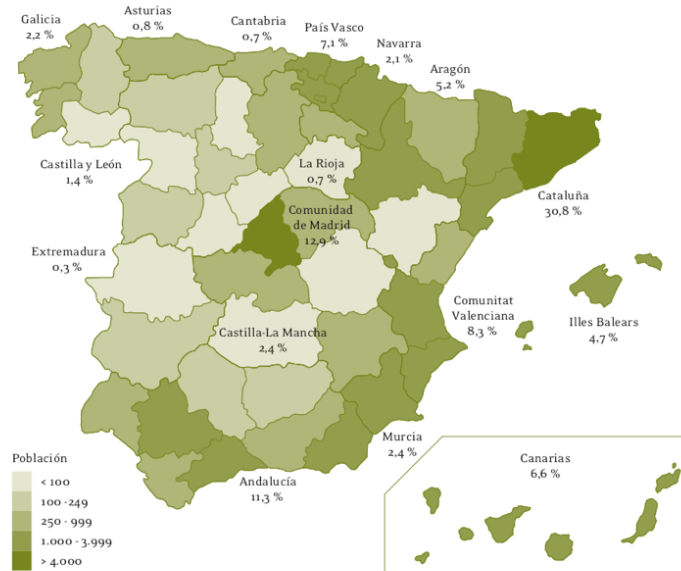 Asturias
0,8 %
Galicia
2,2 %
Cantabria
0,7 %
País Vasco
7,1 %
Navarra
2,1 %
Aragón
5,2 %
Castilla y León
1,4 %
La Rioja
0,7 %
Cataluña
30,8 %
Comunidad
de Madrid
12,9 %
Extremadura
0,3 %
Comunitat
Valenciana
8,3 %
Illes Balears
4,7 %
Castilla-La Mancha
2,4 %
Murcia
2,4 %
Andalucía
11,3 %
Canarias
6,6 %
Población
< 100
100 -249
250 - 999
1.000 - 3.999
> 4.000